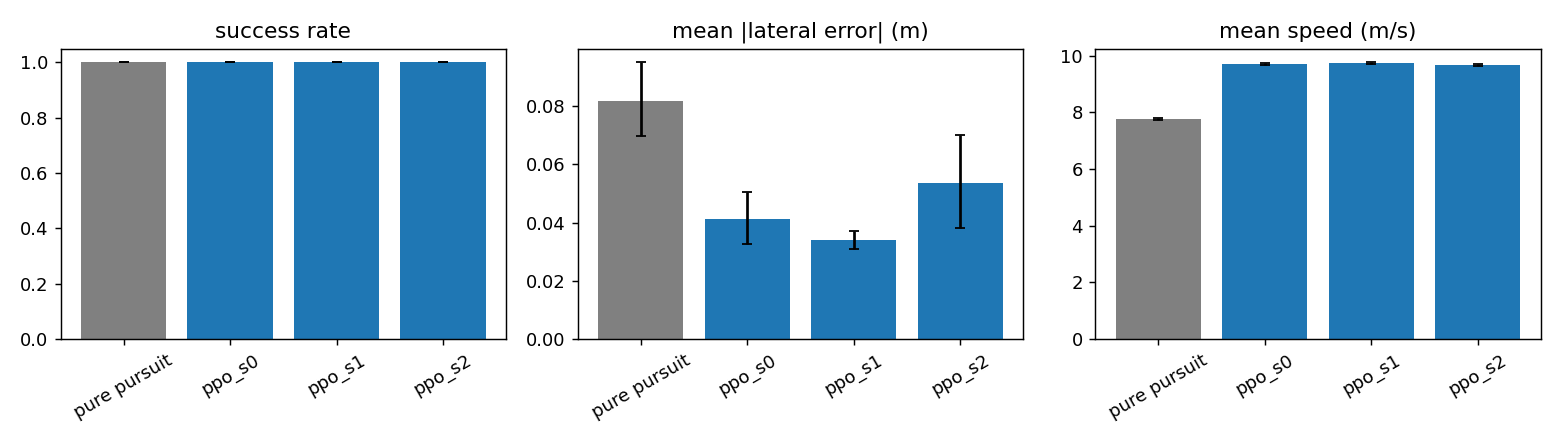 success rate
1.0
0.8
0.6
0.4
0.2
0.0
pure pursuit
ppo_s0
ppo_s1
ppo_s2
mean |lateral error| (m)
0.08
0.06
0.04
0.02
0.00
pure pursuit
ppo_s0
ppo_s1
ppo_s2
mean speed (m/s)
10
8
6
4
2
0
pure pursuit
ppo_s0
ppo_s1
ppo_s2